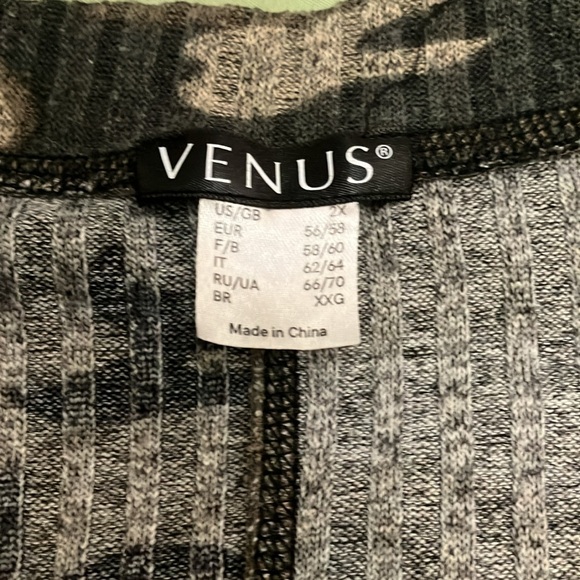 VENUS®
US/GB 2X
EUR 56/58
F/B 58/60
IT 62/64
RU/UA 66/70
BR XXG
Made in China